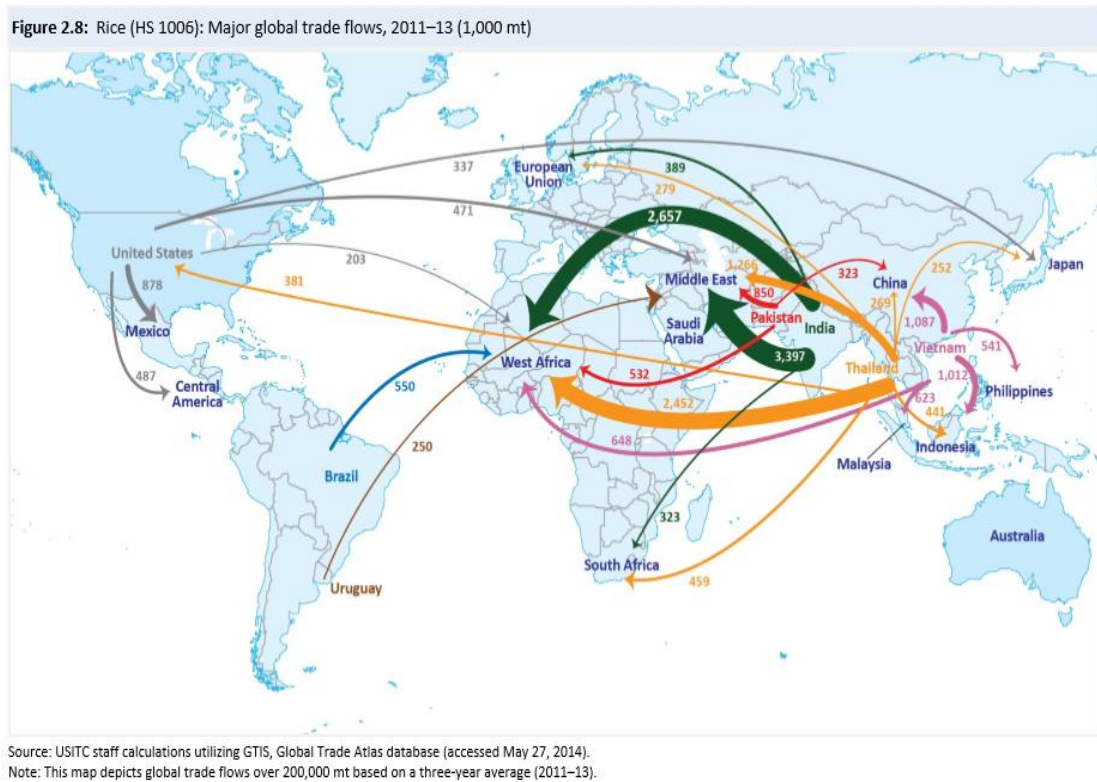 Figure 2.8: Rice (HS 1006): Major global trade flows, 2011–13 (1,000 mt)
337
European
Union
389
279
471
2,657
United States
203
1,266
323
252
Japan
381
878
Middle East
850
China
269
Mexico
Pakistan
India
1,087
Saudi
Arabia
Vietnam
541
487
West Africa
3,397
Thailand
Central
America
550
532
1,012
Philippines
623
2,452
441
250
648
Indonesia
Malaysia
Brazil
323
Australia
South Africa
459
Uruguay
Source: USITC staff calculations utilizing GTIS, Global Trade Atlas database (accessed May 27, 2014).
Note: This map depicts global trade flows over 200,000 mt based on a three-year average (2011–13).